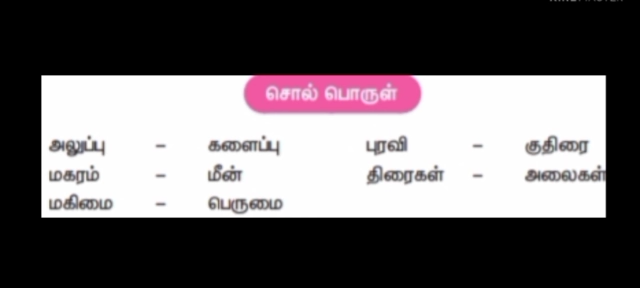 சொல் பொருள்
அலுப்பு – களைப்பு புரவி – குதிரை
மகரம் – மீன் திரைகள் – அலைகள்
மகிமை – பெருமை